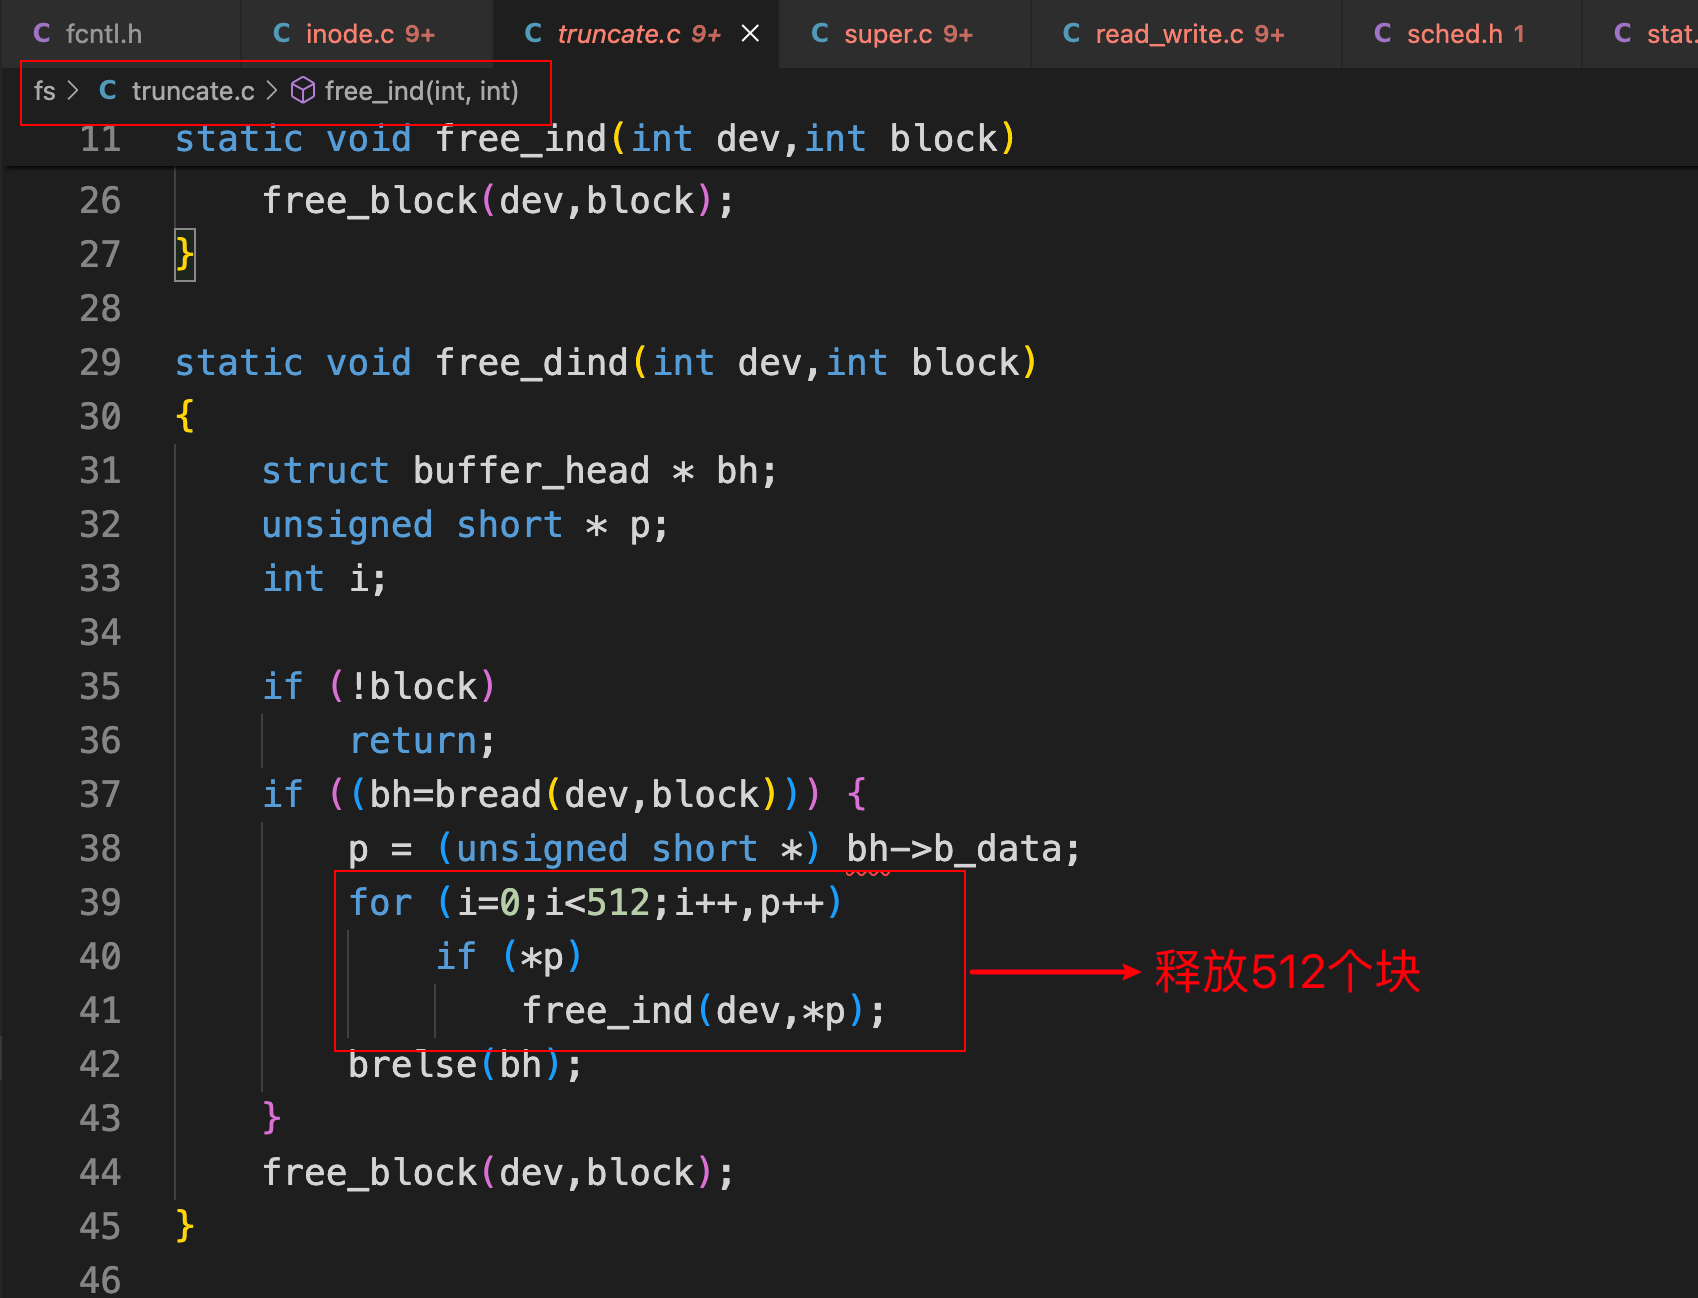 C fcntl.h C inode.c 9+ C truncate.c 9+ × C super.c 9+ C read_write.c 9+ C sched.h 1 C stat.
fs > C truncate.c > free_ind(int, int)
11 static void free_ind(int dev,int block)
26 free_block(dev,block);
27 }
28
29 static void free_dind(int dev,int block)
30 {
31 struct buffer_head * bh;
32 unsigned short * p;
33 int i;
34
35 if (!block)
36 return;
37 if ((bh=bread(dev,block))) {
38 p = (unsigned short *) bh->b_data;
39 for (i=0;i<512;i++,p++)
40 if (*p)
41 free_ind(dev,*p);
释放512个块
42 brelse(bh);
43 }
44 free_block(dev,block);
45 }
46